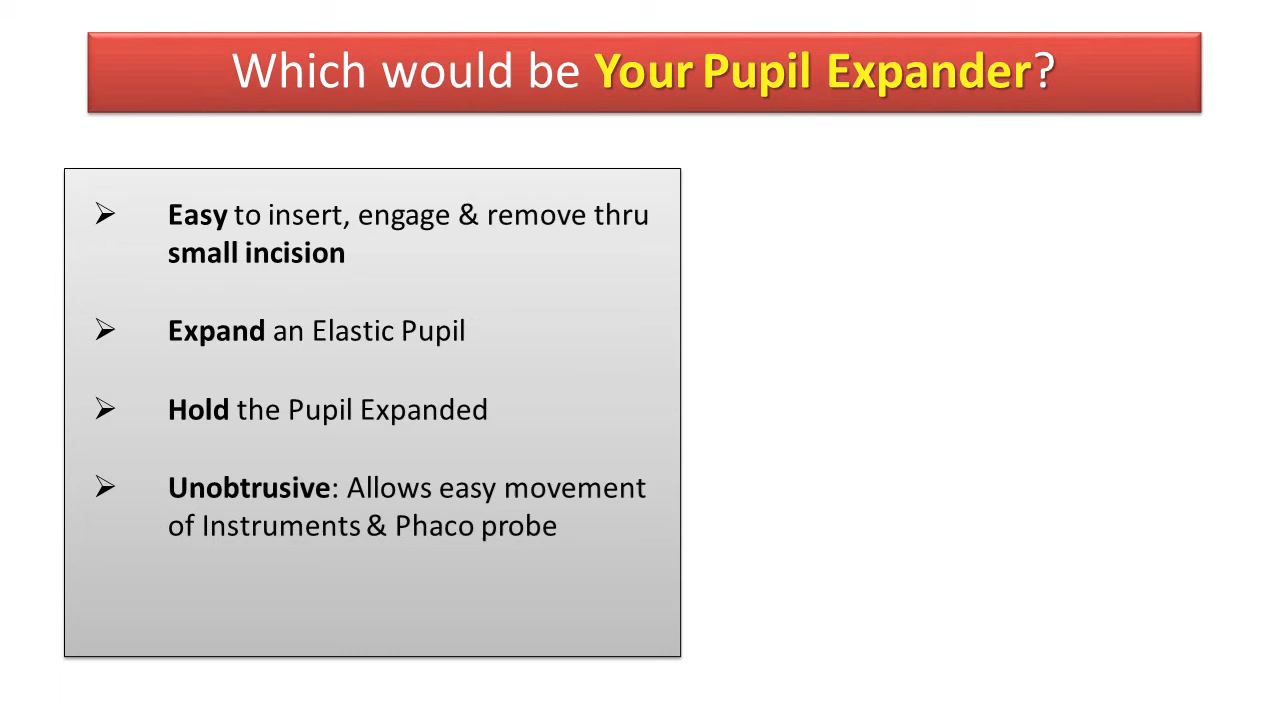 Which would be Your Pupil Expander?
➢ Easy to insert, engage & remove thru
small incision
➢ Expand an Elastic Pupil
➢ Hold the Pupil Expanded
➢ Unobtrusive: Allows easy movement
of Instruments & Phaco probe